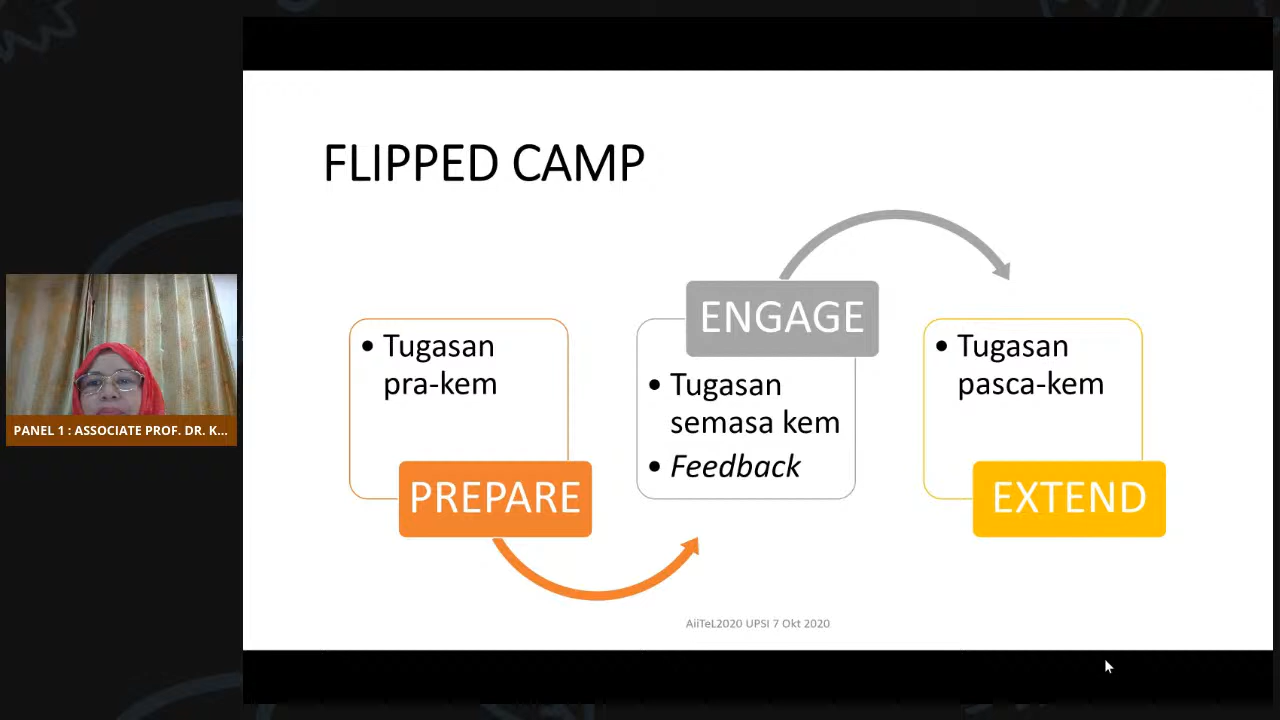 FLIPPED CAMP
• Tugasan
pra-kem
PREPARE
ENGAGE
• Tugasan
semasa kem
• Feedback
• Tugasan
pasca-kem
EXTEND
AiiTeL2020 UPSI 7 Okt 2020
PANEL 1 : ASSOCIATE PROF. DR. K...